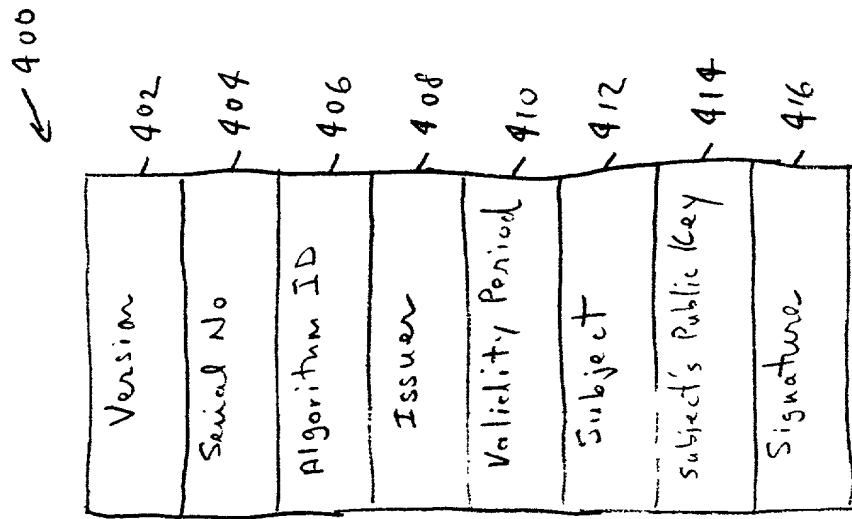 400
Version 402
Serial No 404
Algorithm ID 406
Issuer 408
Validity Period 410
Subject 412
Subject's Public Key 414
Signature 416